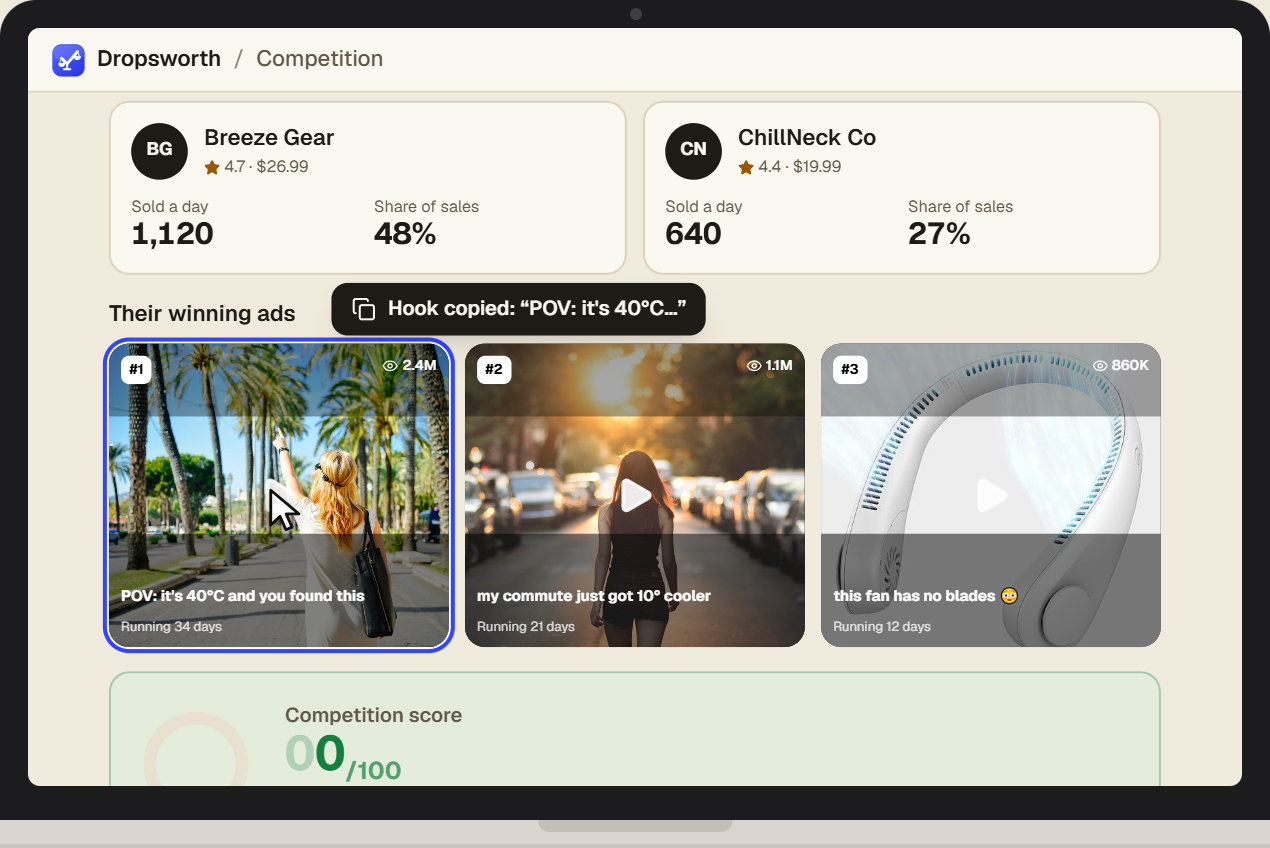 Dropsworth / Competition
BG
Breeze Gear
4.7 · $26.99
Sold a day
1,120
Share of sales
48%
CN
ChillNeck Co
4.4 · $19.99
Sold a day
640
Share of sales
27%
Their winning ads
Hook copied: “POV: it's 40°C...”
#1
2.4M
POV: it's 40°C and you found this
Running 34 days
#2
1.1M
my commute just got 10° cooler
Running 21 days
#3
860K
this fan has no blades 😳
Running 12 days
Competition score
00/100